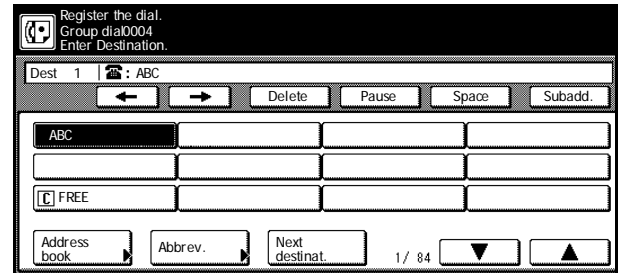 Register the dial.
Group dial0004
Enter Destination.
Dest 1 ☎: ABC
← → Delete Pause Space Subadd.
ABC
C FREE
Address book Abbrev. Next destinat. 1/ 84 ▼ ▲